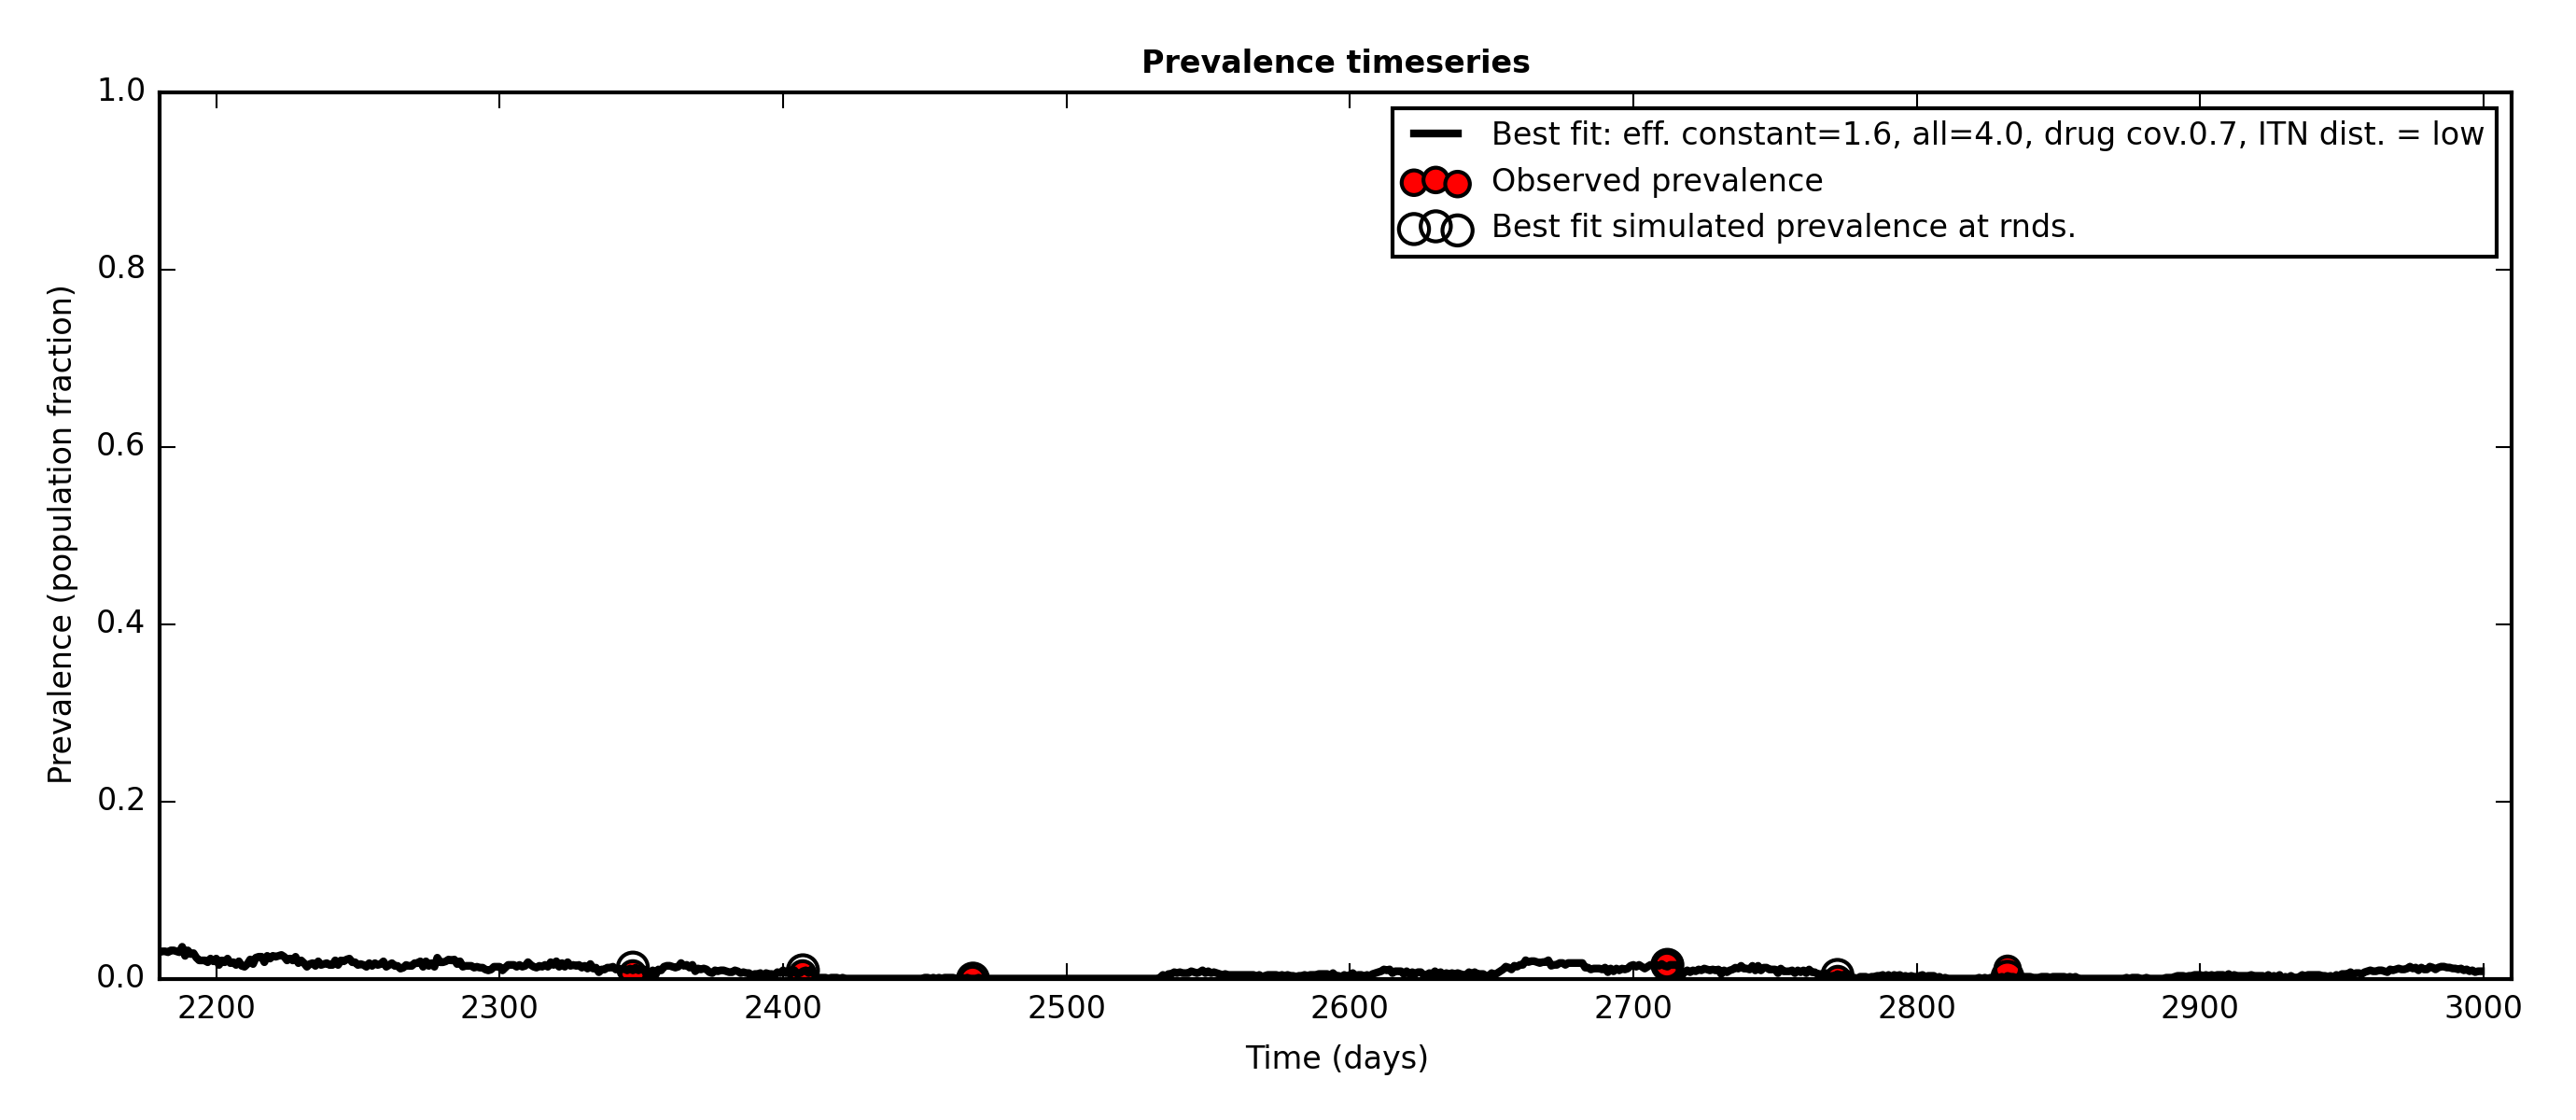 Prevalence timeseries
1.0
0.8
0.6
0.4
0.2
0.0
Prevalence (population fraction)
Best fit: eff. constant=1.6, all=4.0, drug cov.0.7, ITN dist. = low
Observed prevalence
Best fit simulated prevalence at rnds.
2200 2300 2400 2500 2600 2700 2800 2900 3000
Time (days)